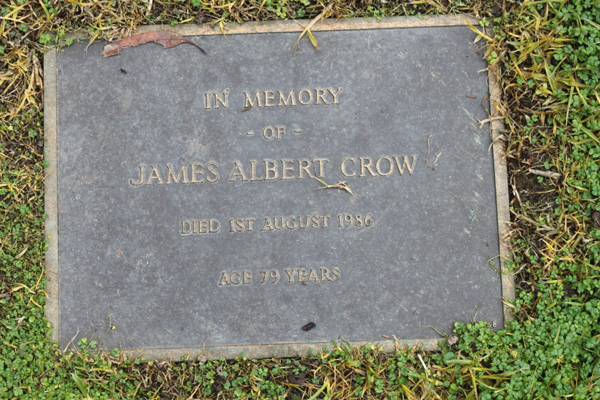 IN MEMORY
- OF -
JAMES ALBERT CROW
DIED 1ST AUGUST 1986
AGE 79 YEARS